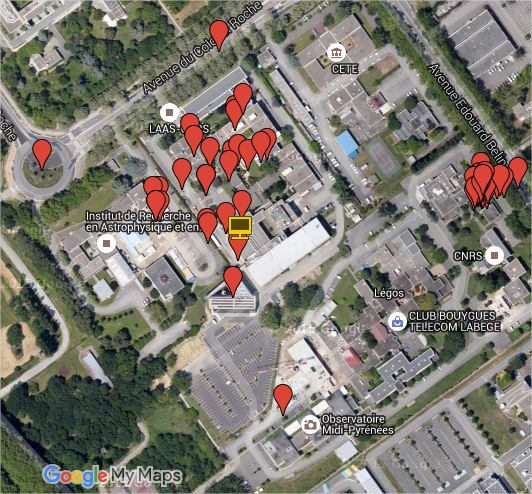 Avenue du Colonel Roche
CETE
Avenue Edouard Belin
LAAS-CNRS
Roche
Institut de Recherche
en Astrophysique et en
CNRS
Légos
CLUB BOUYGUES
TELECOM LABEGE
Observatoire
Midi-Pyrénées
Google My Maps